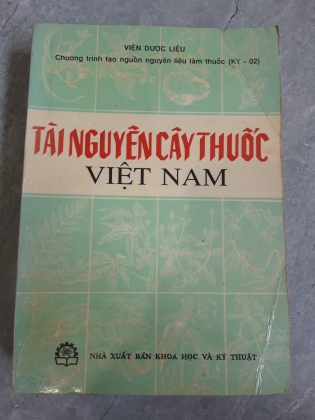 VIỆN DƯỢC LIỆU
Chương trình tạo nguồn nguyên liệu làm thuốc (KY - 02)
TÀI NGUYÊN CÂY THUỐC
VIỆT NAM
NHÀ XUẤT BẢN KHOA HỌC VÀ KỸ THUẬT